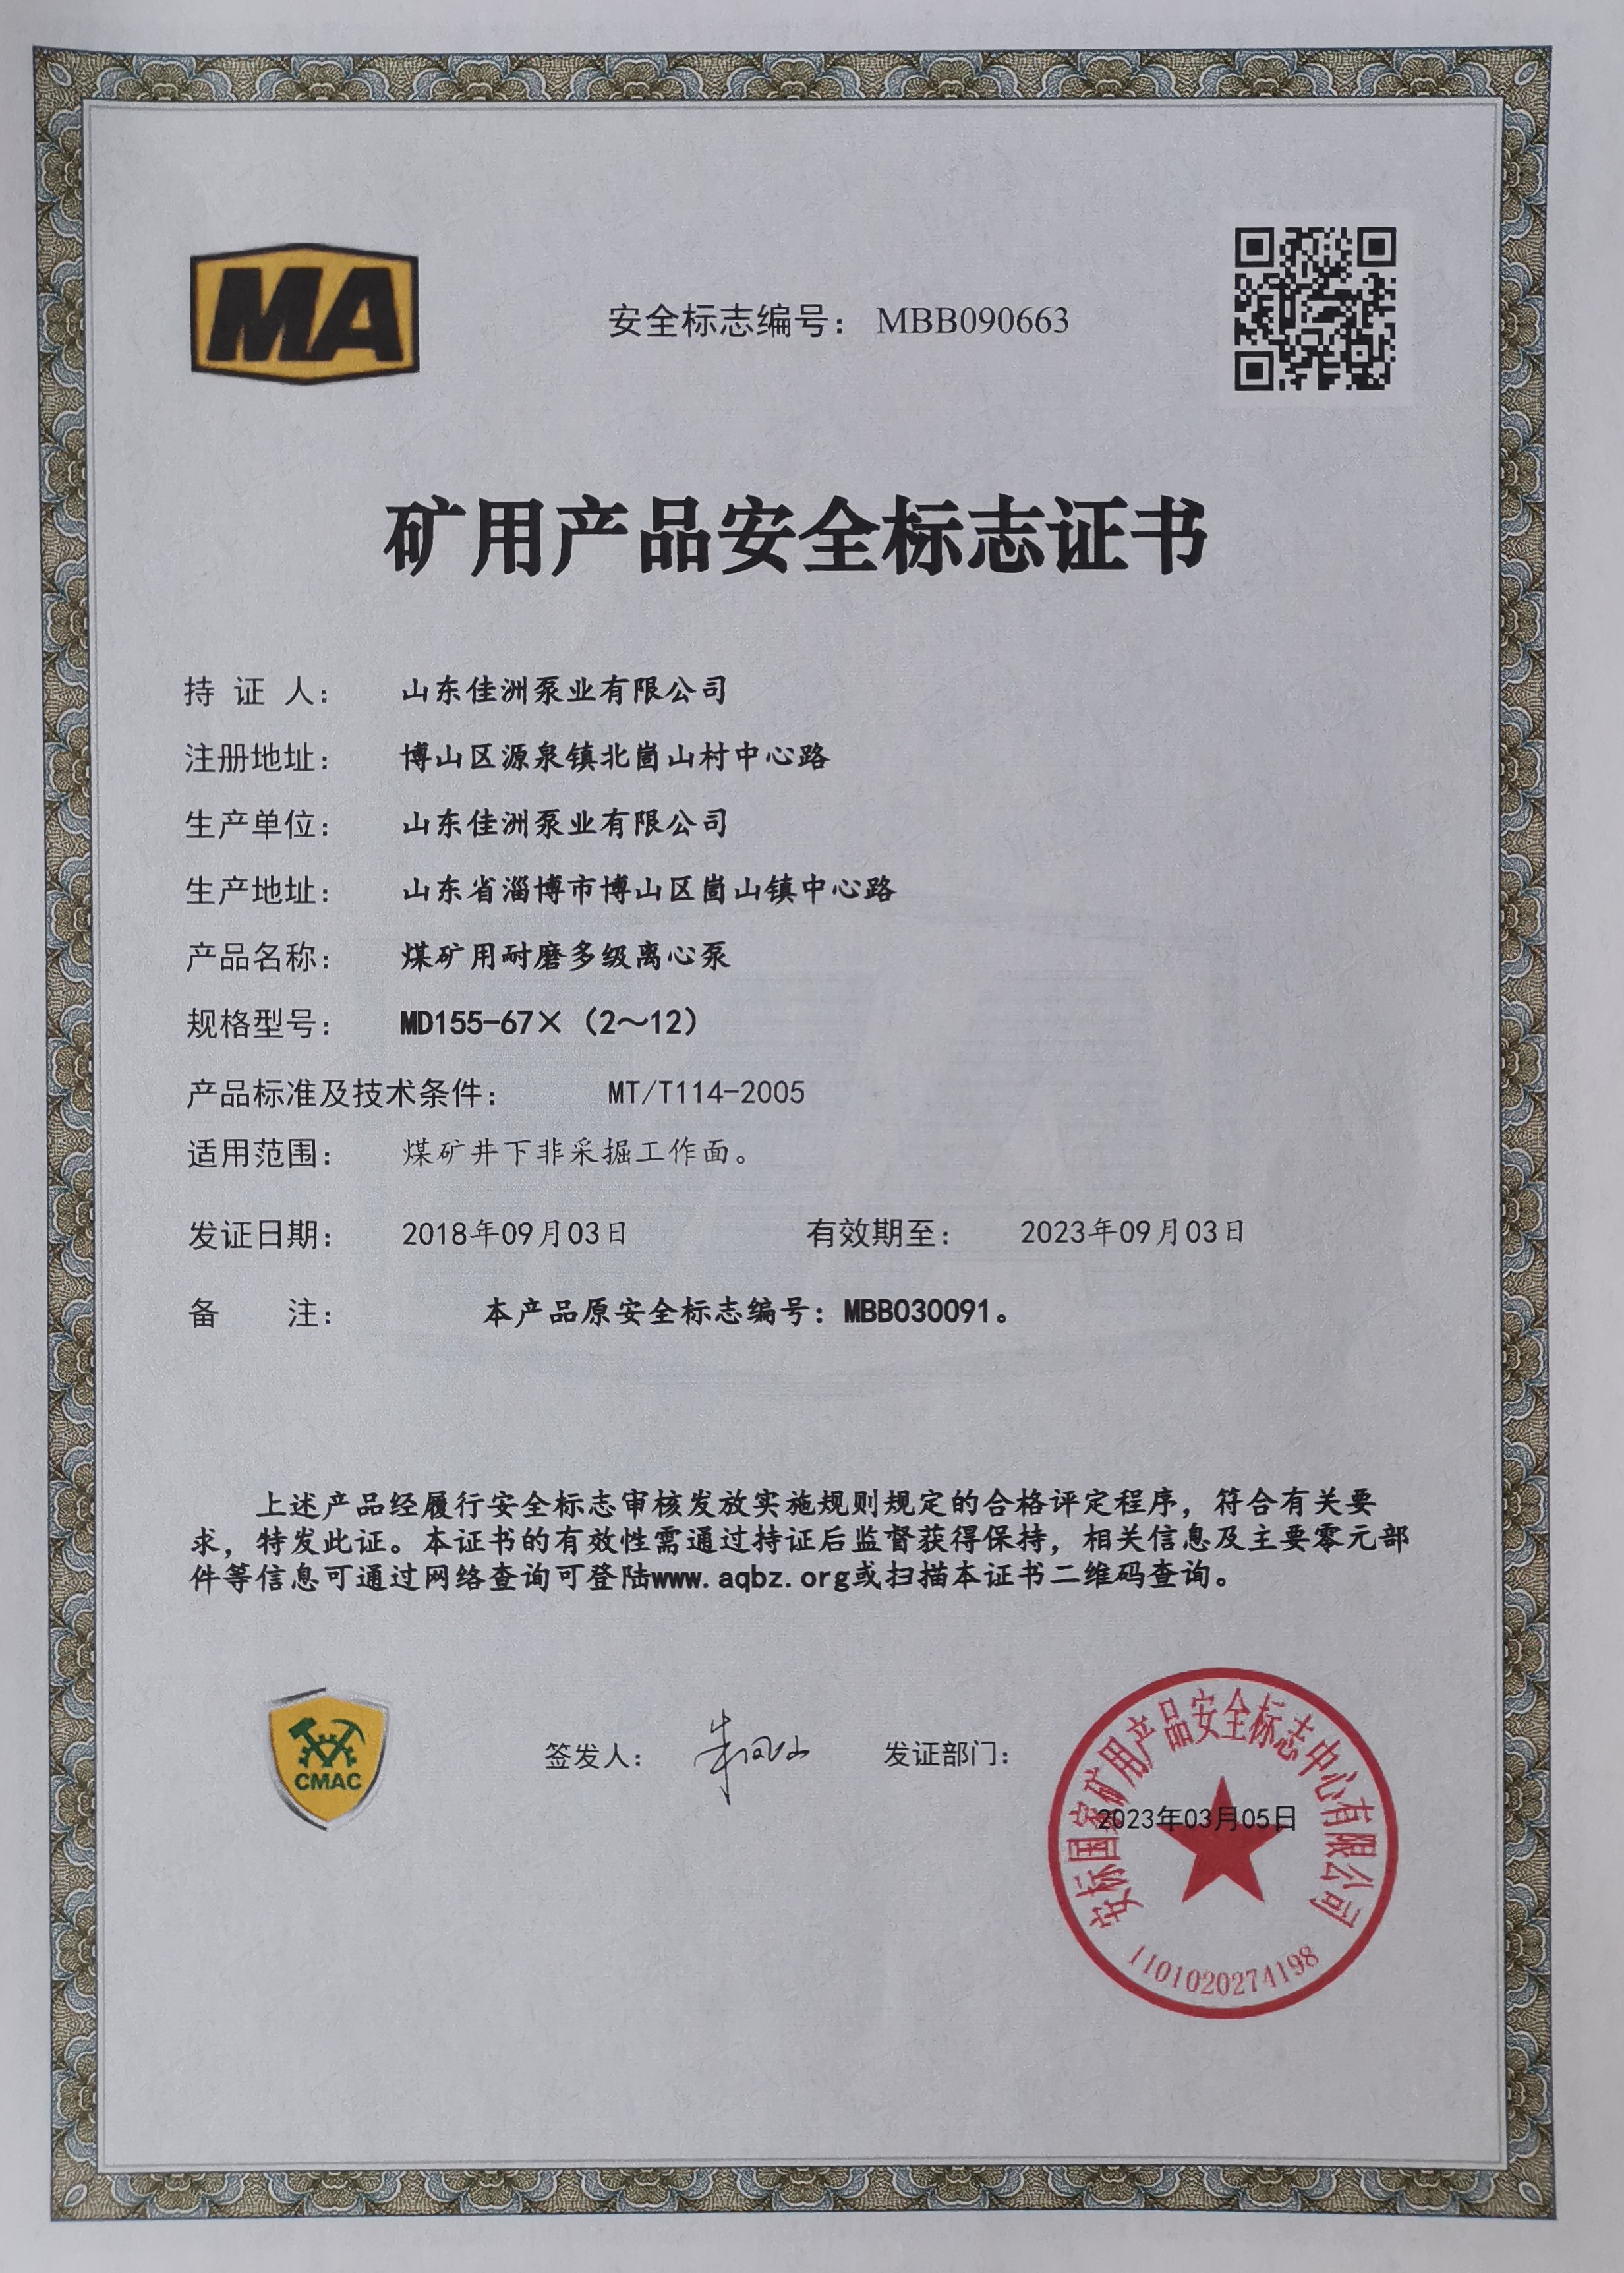 MA
安全标志编号： MBB090663
矿用产品安全标志证书
持 证 人： 山东佳洲泵业有限公司
注册地址： 博山区源泉镇北崮山村中心路
生产单位： 山东佳洲泵业有限公司
生产地址： 山东省淄博市博山区崮山镇中心路
产品名称： 煤矿用耐磨多级离心泵
规格型号： MD155-67×（2～12）
产品标准及技术条件： MT/T114-2005
适用范围： 煤矿井下非采掘工作面。
发证日期： 2018年09月03日 有效期至： 2023年09月03日
备 注： 本产品原安全标志编号：MBB030091。
上述产品经履行安全标志审核发放实施规则规定的合格评定程序，符合有关要
求，特发此证。本证书的有效性需通过持证后监督获得保持，相关信息及主要零元部
件等信息可通过网络查询可登陆www.aqbz.org或扫描本证书二维码查询。
CMAC
签发人： 发证部门：
安标国家矿用产品安全标志中心有限公司
2023年03月05日
1101020274198